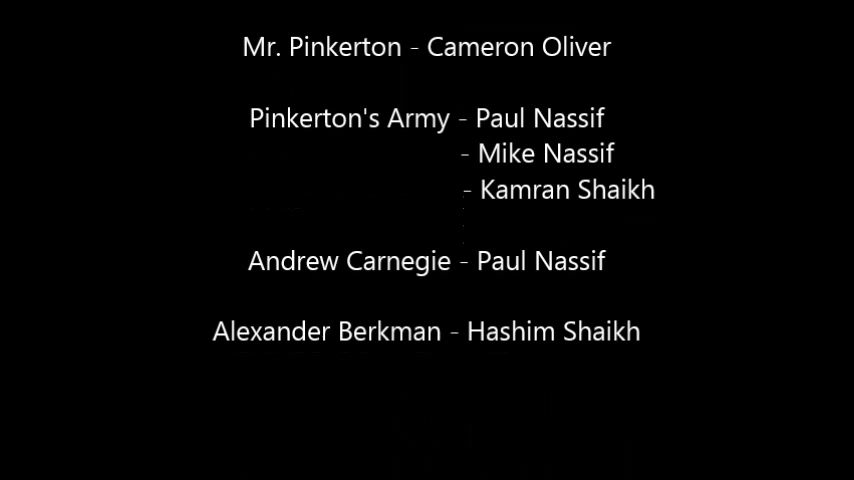 Mr. Pinkerton - Cameron Oliver
Pinkerton's Army - Paul Nassif
- Mike Nassif
- Kamran Shaikh
Andrew Carnegie - Paul Nassif
Alexander Berkman - Hashim Shaikh